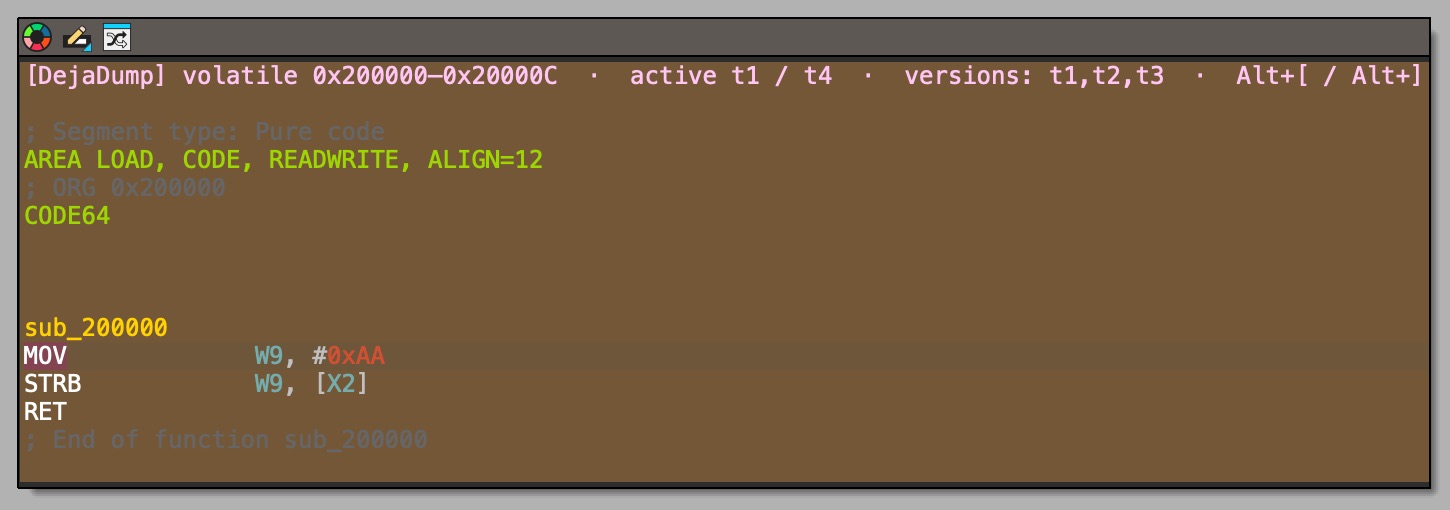 [DejaDump] volatile 0x200000–0x20000C · active t1 / t4 · versions: t1,t2,t3 · Alt+[ / Alt+]
; Segment type: Pure code
AREA LOAD, CODE, READWRITE, ALIGN=12
; ORG 0x200000
CODE64
sub_200000
MOV W9, #0xAA
STRB W9, [X2]
RET
; End of function sub_200000